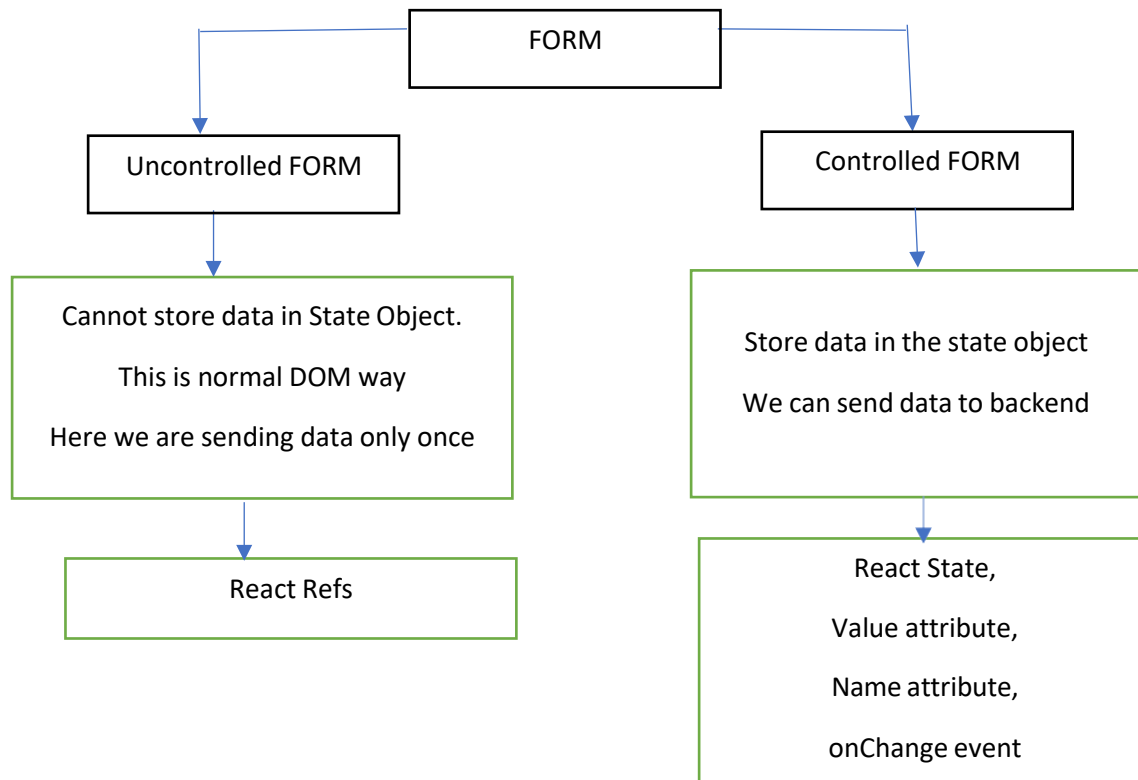 FORM
Uncontrolled FORM
Controlled FORM
Cannot store data in State Object.
This is normal DOM way
Here we are sending data only once
Store data in the state object
We can send data to backend
React Refs
React State,
Value attribute,
Name attribute,
onChange event